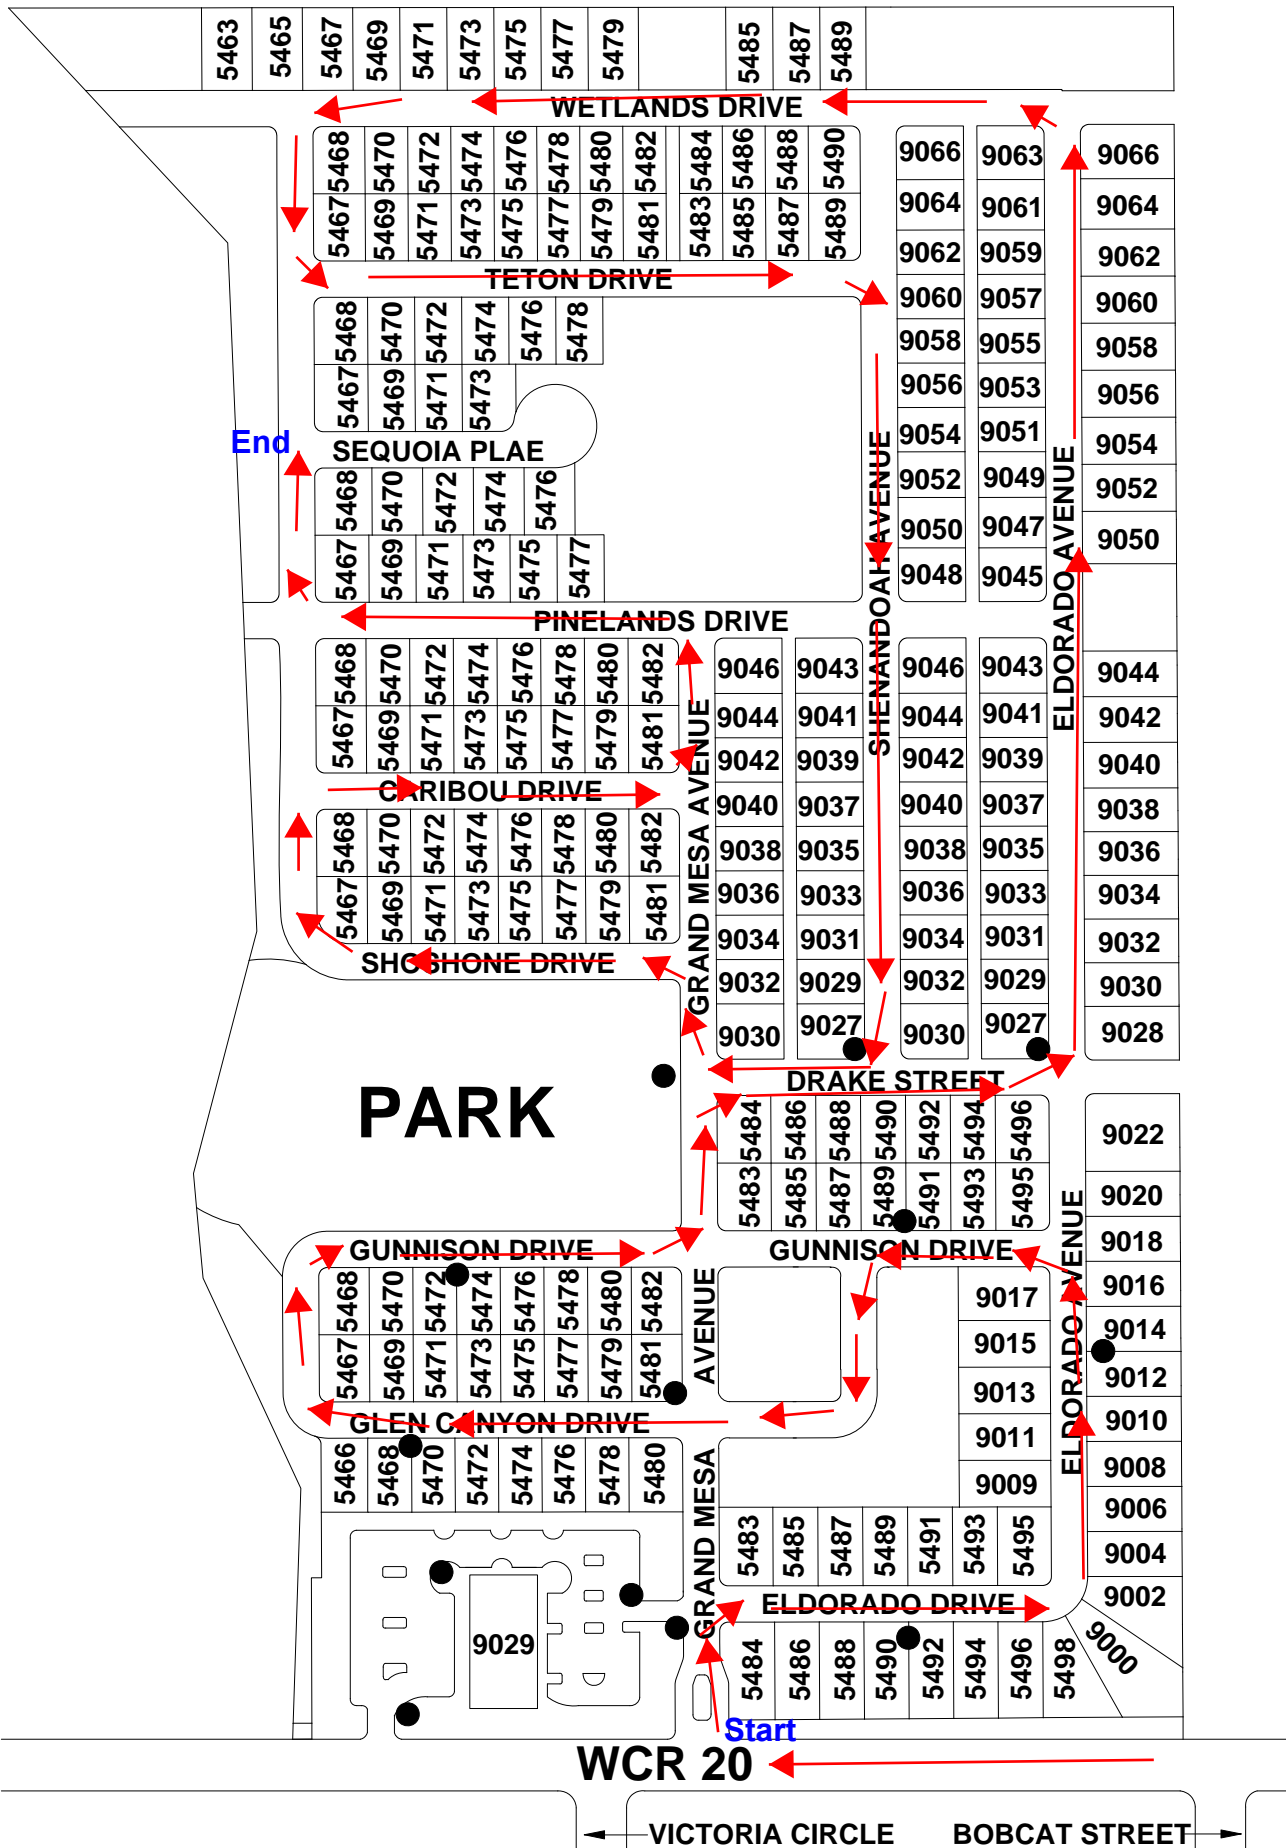 5463 5465 5467 5469 5471 5473 5475 5477 5479 5485 5487 5489
WETLANDS DRIVE
5468 5470 5472 5474 5476 5478 5480 5482 5484 5486 5488 5490
5467 5469 5471 5473 5475 5477 5479 5481 5483 5485 5487 5489
TETON DRIVE
5468 5470 5472 5474 5476 5478
5467 5469 5471 5473
End
SEQUOIA PLAE
5468 5470 5472 5474 5476
5467 5469 5471 5473 5475 5477
PINELANDS DRIVE
9066 9063 9066
9064 9061 9064
9062 9059 9062
9060 9057 9060
9058 9055 9058
9056 9053 9056
9054 9051 9054
9052 9049 9052
9050 9047 9050
9048 9045
SHENANDOAH AVENUE
ELDORADO AVENUE
5468 5470 5472 5474 5476 5478 5480 5482
5467 5469 5471 5473 5475 5477 5479 5481
CARIBOU DRIVE
5468 5470 5472 5474 5476 5478 5480 5482
5467 5469 5471 5473 5475 5477 5479 5481
SHOSHONE DRIVE
GRAND MESA AVENUE
9046 9043 9046 9043 9044
9044 9041 9044 9041 9042
9042 9039 9042 9039 9040
9040 9037 9040 9037 9038
9038 9035 9038 9035 9036
9036 9033 9036 9033 9034
9034 9031 9034 9031 9032
9032 9029 9032 9029 9030
9030 9027 9030 9027 9028
DRAKE STREET
PARK
5484 5486 5488 5490 5492 5494 5496
5483 5485 5487 5489 5491 5493 5495
GUNNISON DRIVE
GUNNISON DRIVE
5468 5470 5472 5474 5476 5478 5480 5482
5467 5469 5471 5473 5475 5477 5479 5481
GLEN CANYON DRIVE
5466 5468 5470 5472 5474 5476 5478 5480
GRAND MESA AVENUE
9017
9015
9013
9011
9009
ELDORADO AVENUE
9022
9020
9018
9016
9014
9012
9010
9008
9006
9004
9002
9000
5483 5485 5487 5489 5491 5493 5495
ELDORADO DRIVE
5484 5486 5488 5490 5492 5494 5496 5498
9029
Start
WCR 20
VICTORIA CIRCLE BOBCAT STREET